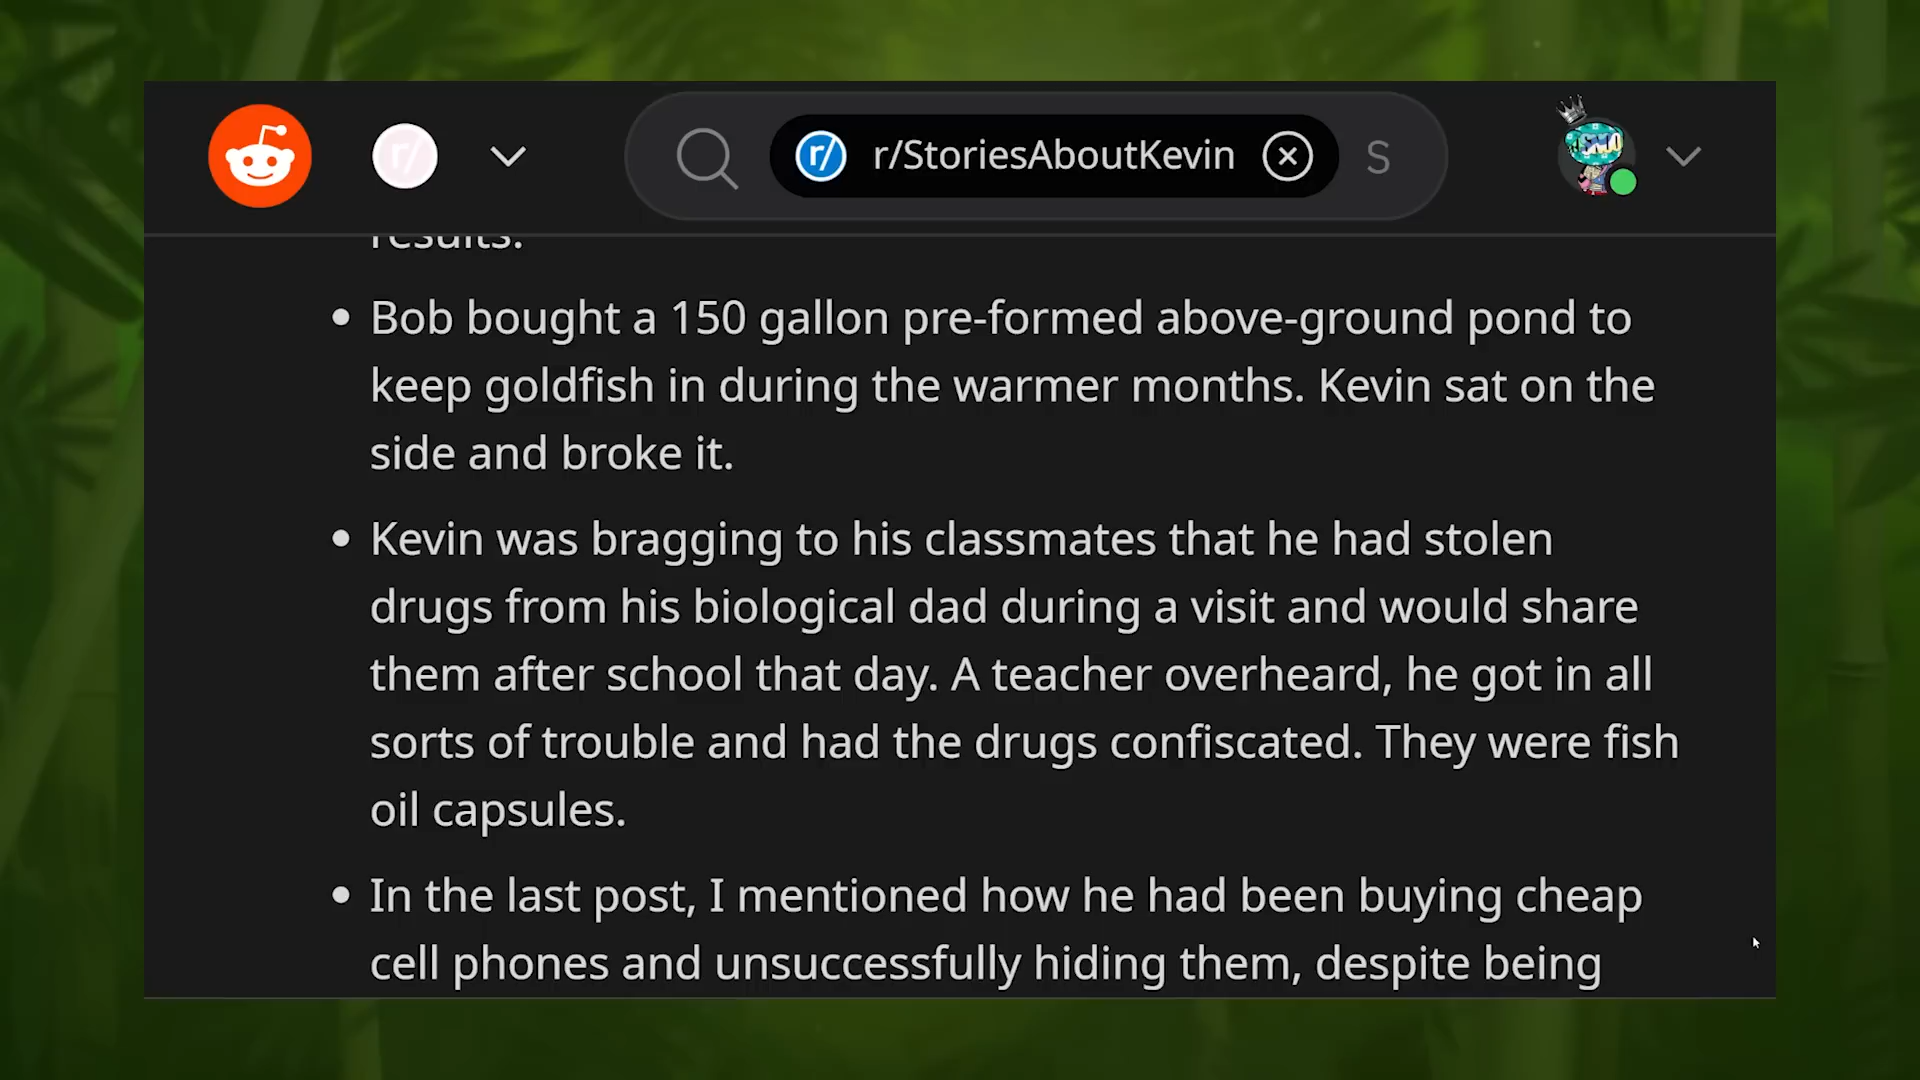 r/
r/ r/StoriesAboutKevin S
results.
• Bob bought a 150 gallon pre-formed above-ground pond to
keep goldfish in during the warmer months. Kevin sat on the
side and broke it.
• Kevin was bragging to his classmates that he had stolen
drugs from his biological dad during a visit and would share
them after school that day. A teacher overheard, he got in all
sorts of trouble and had the drugs confiscated. They were fish
oil capsules.
• In the last post, I mentioned how he had been buying cheap
cell phones and unsuccessfully hiding them, despite being